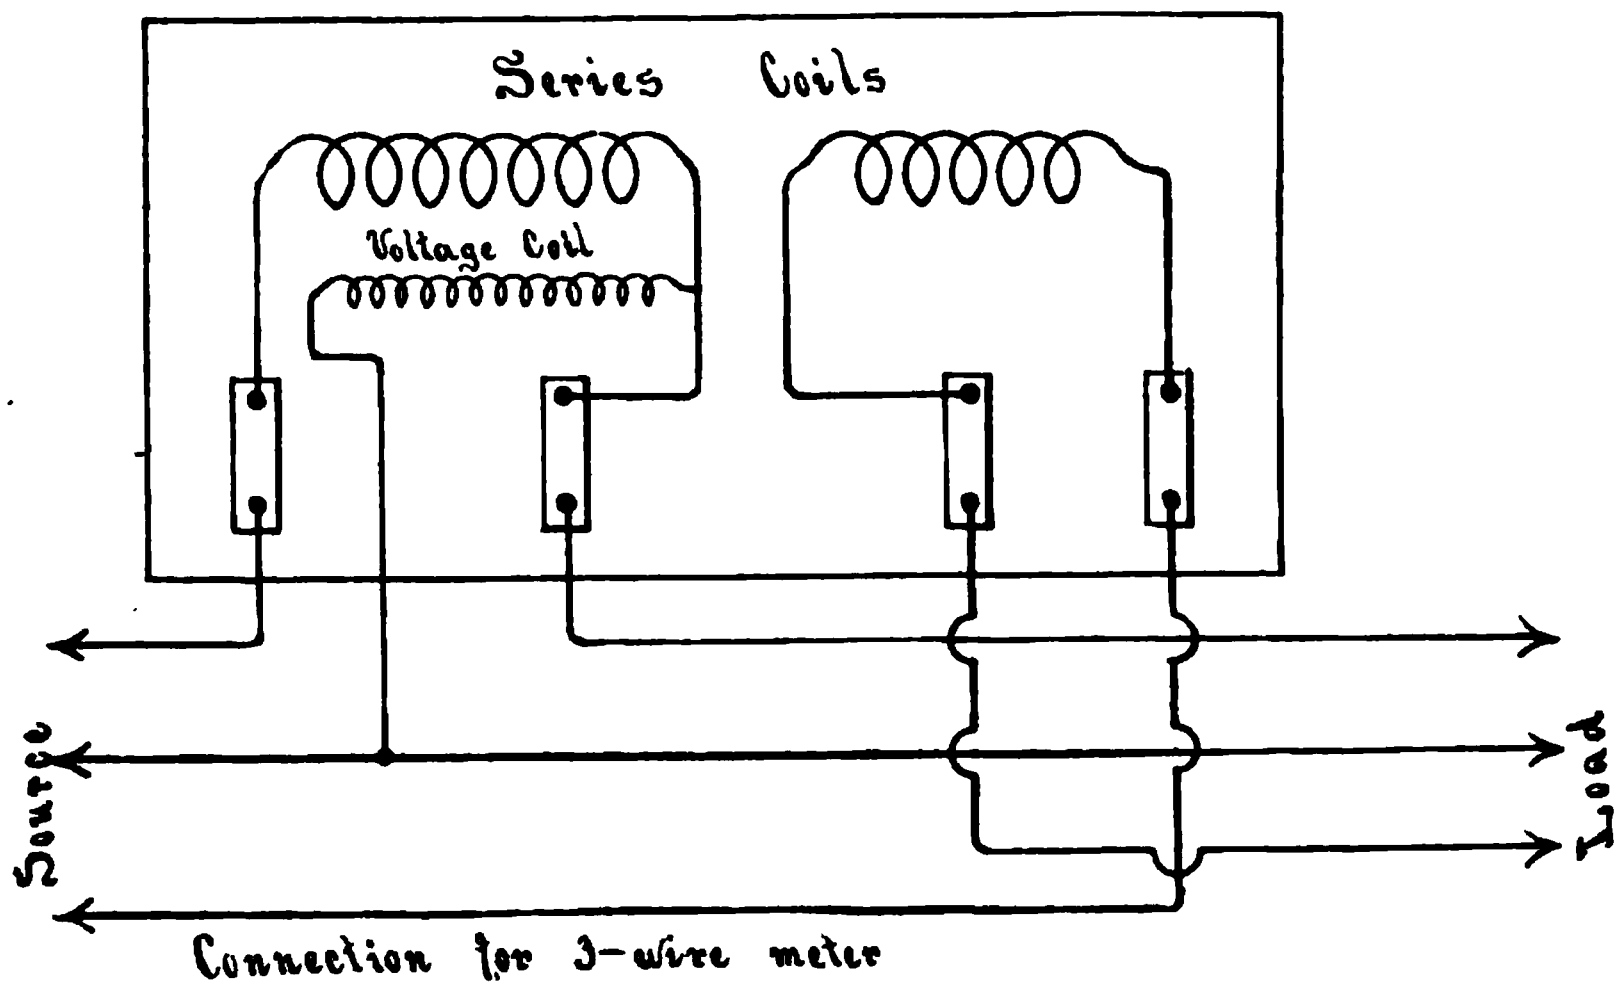 Series Coils
Voltage Coil
Source
Load
Connection for 3-wire meter